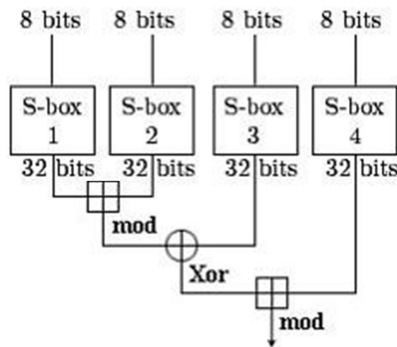 8 bits 8 bits 8 bits 8 bits
S-box S-box S-box S-box
1 2 3 4
32 bits 32 bits 32 bits 32 bits
mod
Xor
mod